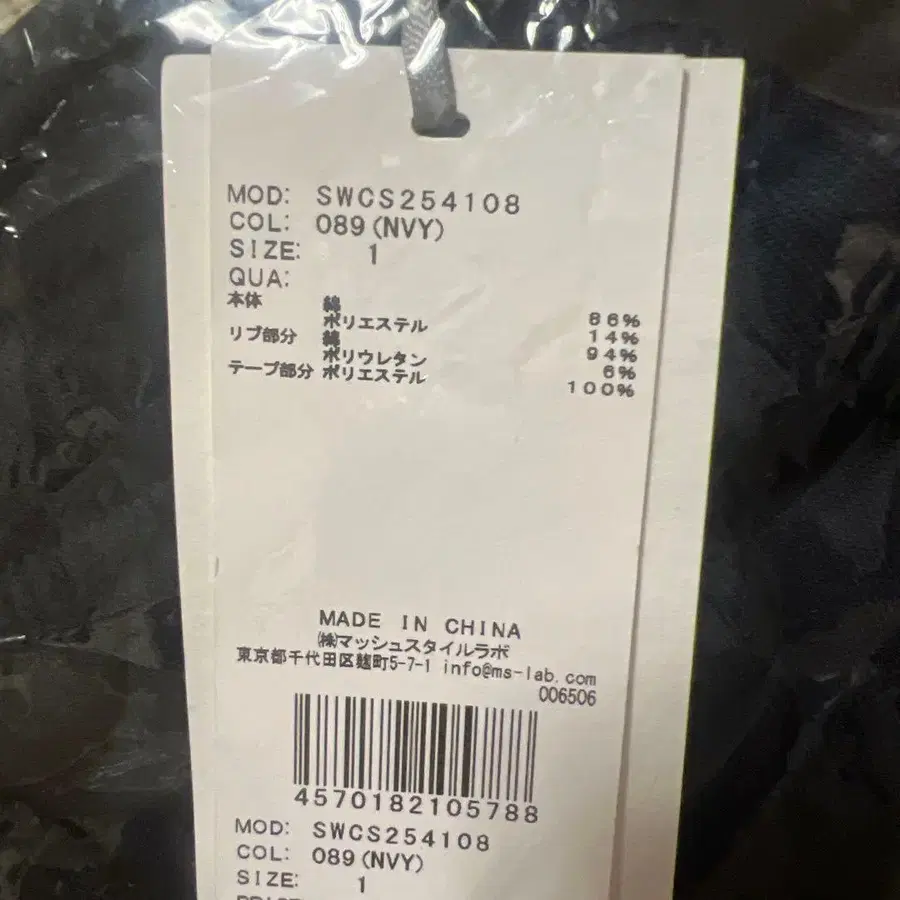 MOD: SWCS254108
COL: 089(NVY)
SIZE: 1
QUA:
本体 綿 86%
ポリエステル 14%
リブ部分 綿 94%
ポリウレタン 6%
テープ部分 ポリエステル 100%
MADE IN CHINA
㈱マッシュスタイルラボ
東京都千代田区麹町5-7-1 info@ms-lab.com
006506
4570182105788
MOD: SWCS254108
COL: 089(NVY)
SIZE: 1